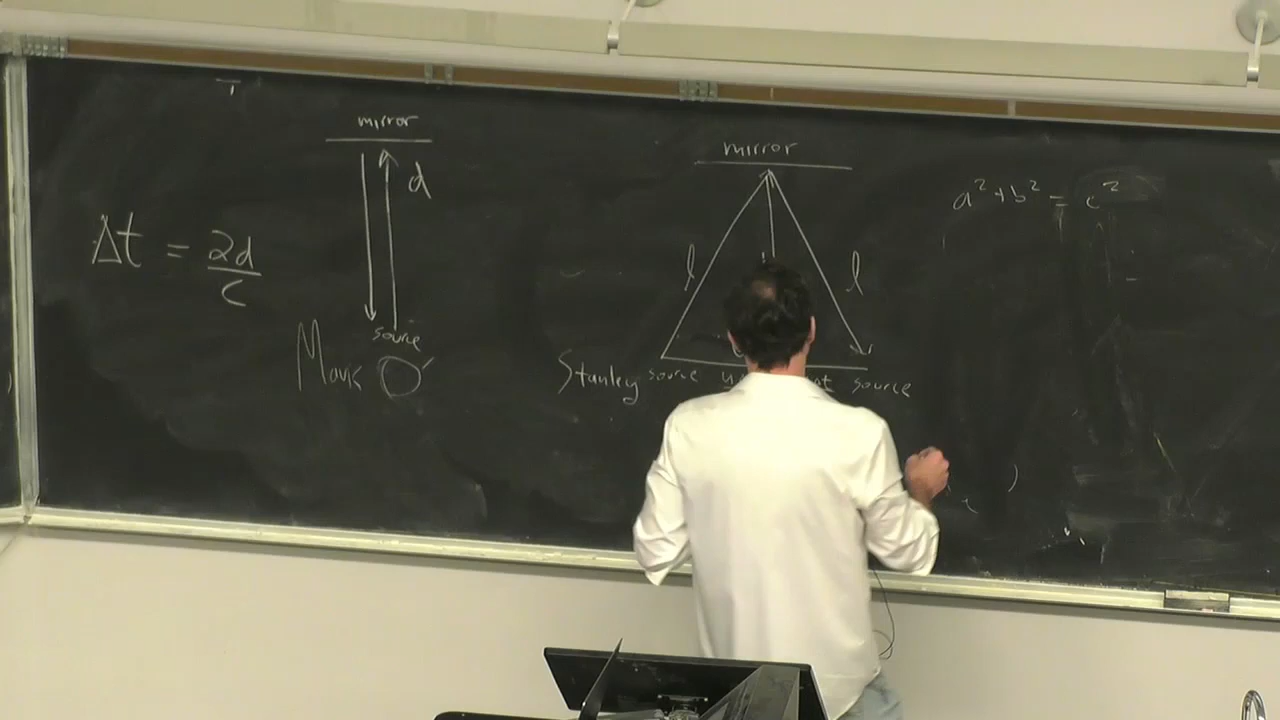 mirror
d
Δt = 2d/c
source
Mark O'
mirror
l
l
Stanley source
source
a² + b² = c²